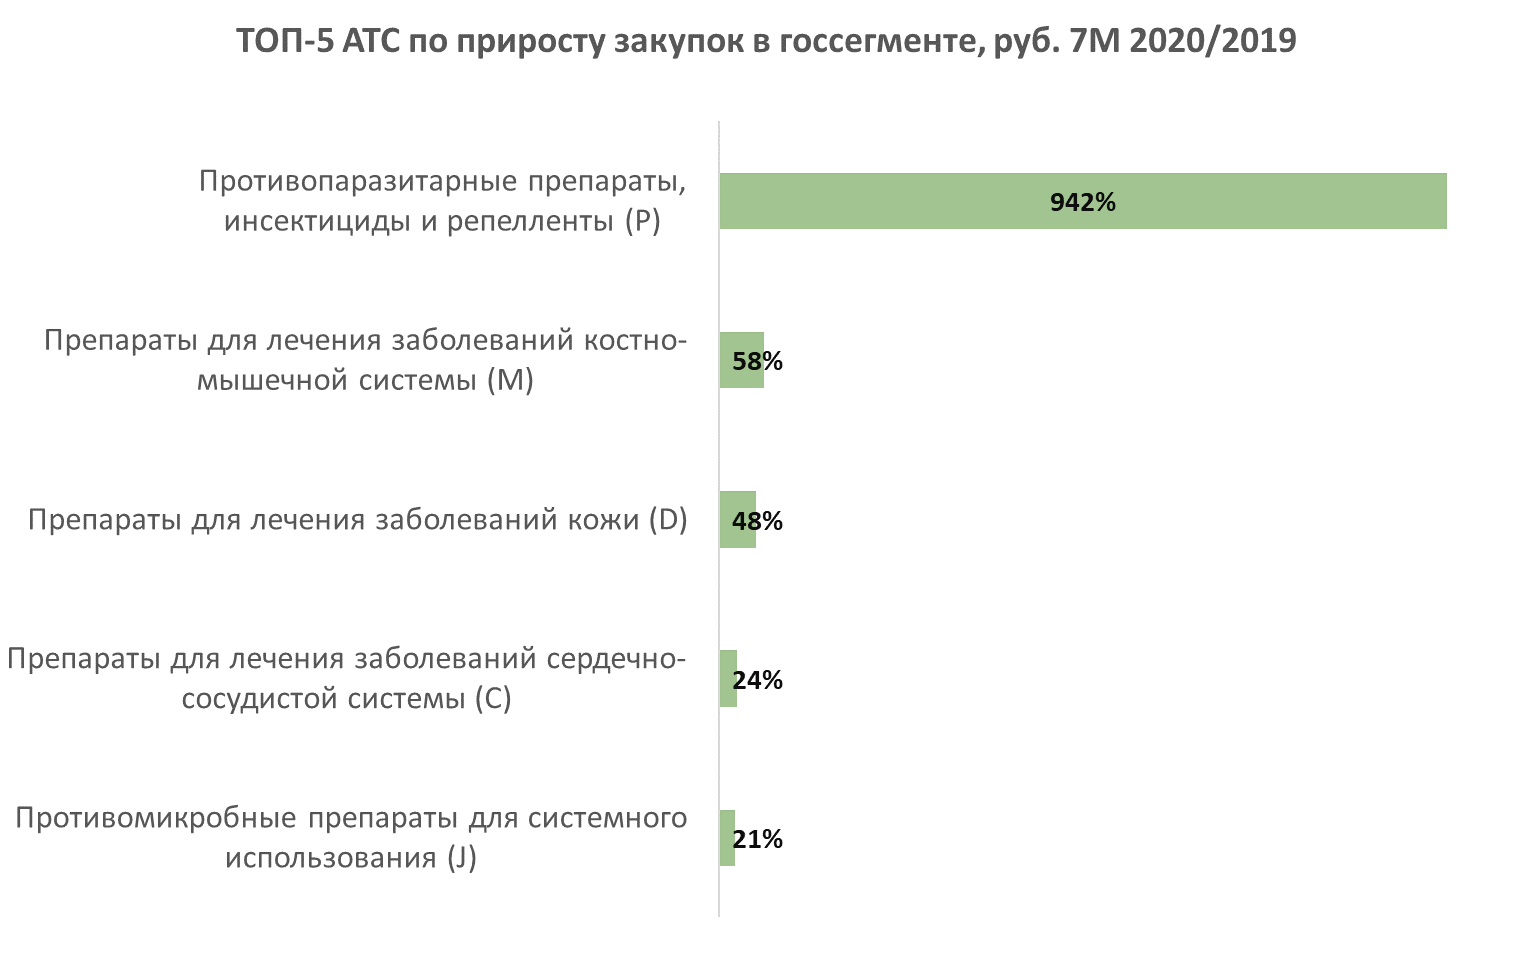 ТОП-5 АТС по приросту закупок в госсегменте, руб. 7М 2020/2019
Противопаразитарные препараты,
инсектициды и репелленты (P)
942%
Препараты для лечения заболеваний костно-
мышечной системы (M)
58%
Препараты для лечения заболеваний кожи (D)
48%
Препараты для лечения заболеваний сердечно-
сосудистой системы (C)
24%
Противомикробные препараты для системного
использования (J)
21%